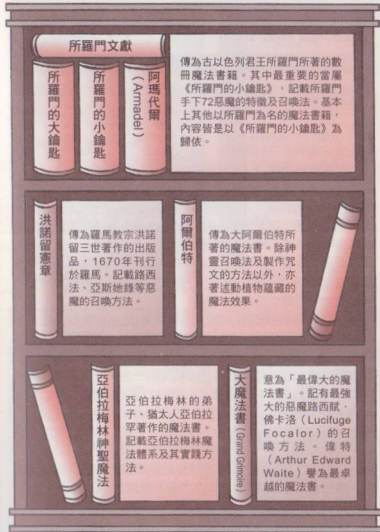 所羅門文獻
所羅門的大鑰匙
所羅門的小鑰匙
阿瑪代爾
(Armadel)
傳為古以色列君王所羅門所著的數
冊魔法書籍。其中最重要的當屬
《所羅門的小鑰匙》，記載所羅門
手下72惡魔的特徵及召喚法。基本
上其他以所羅門為名的魔法書籍，
內容皆是以《所羅門的小鑰匙》為
歸依。
洪諾留憲章
傳為羅馬教宗洪諾
留三世著作的出版
品，1670年刊行
於羅馬。記載路西
法、亞斯她錄等惡
魔的召喚方法。
阿爾伯特
傳為大阿爾伯特所
著的魔法書。除神
靈召喚法及製作咒
文的方法以外，亦
著述動植物蘊藏的
魔法效果。
亞伯拉梅林神聖魔法
亞伯拉梅林的弟
子、猶太人亞伯拉
罕著作的魔法書。
記載亞伯拉梅林魔
法體系及其實踐方
法。
大魔法書(Grand Grimoire)
意為「最偉大的魔
法書」。記有最強
大的惡魔路西賦‧
佛卡洛（Lucifuge
Focalor）的召
喚方法。偉特
（Arthur Edward
Waite）譽為最卓
越的魔法書。